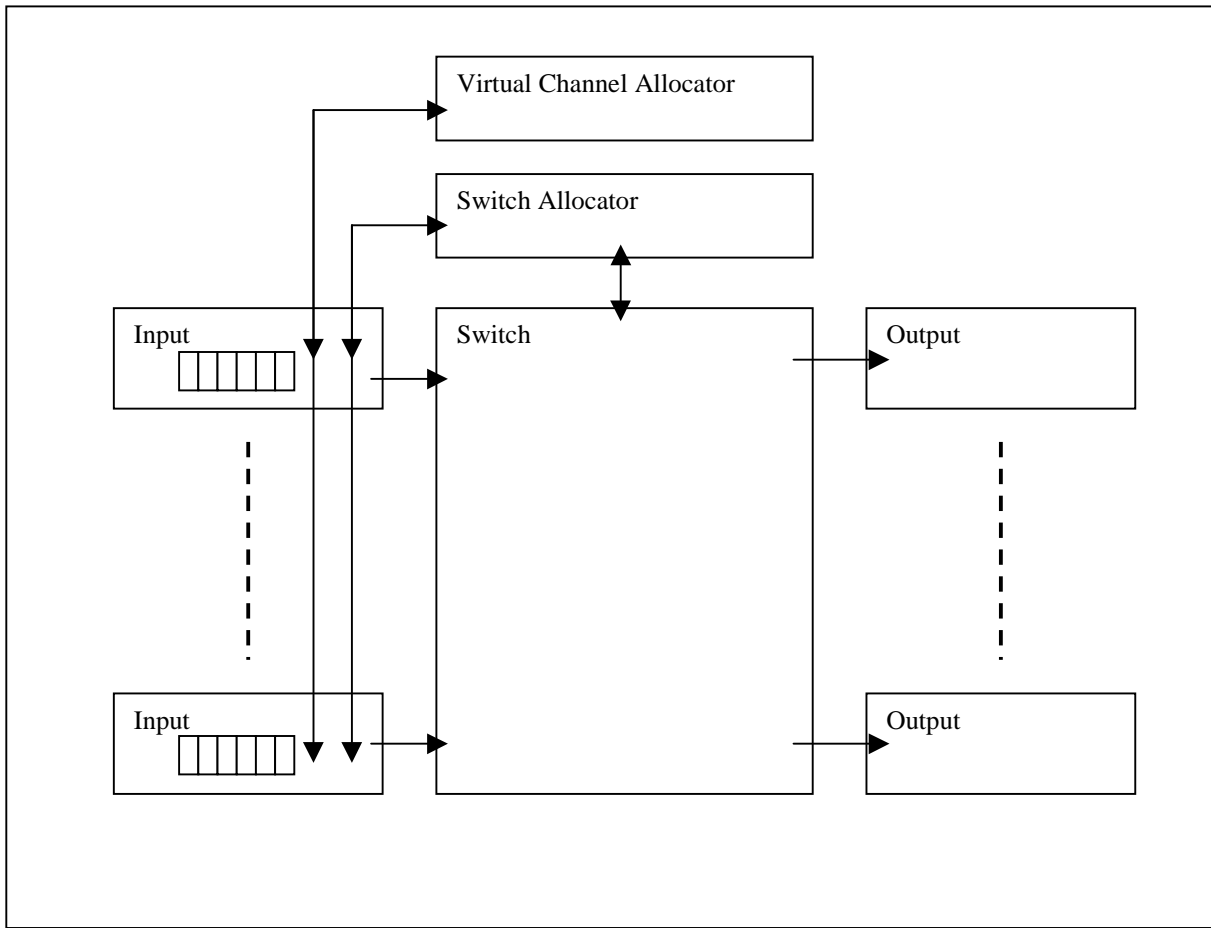 Virtual Channel Allocator
Switch Allocator
Input
Switch
Output
Input
Output